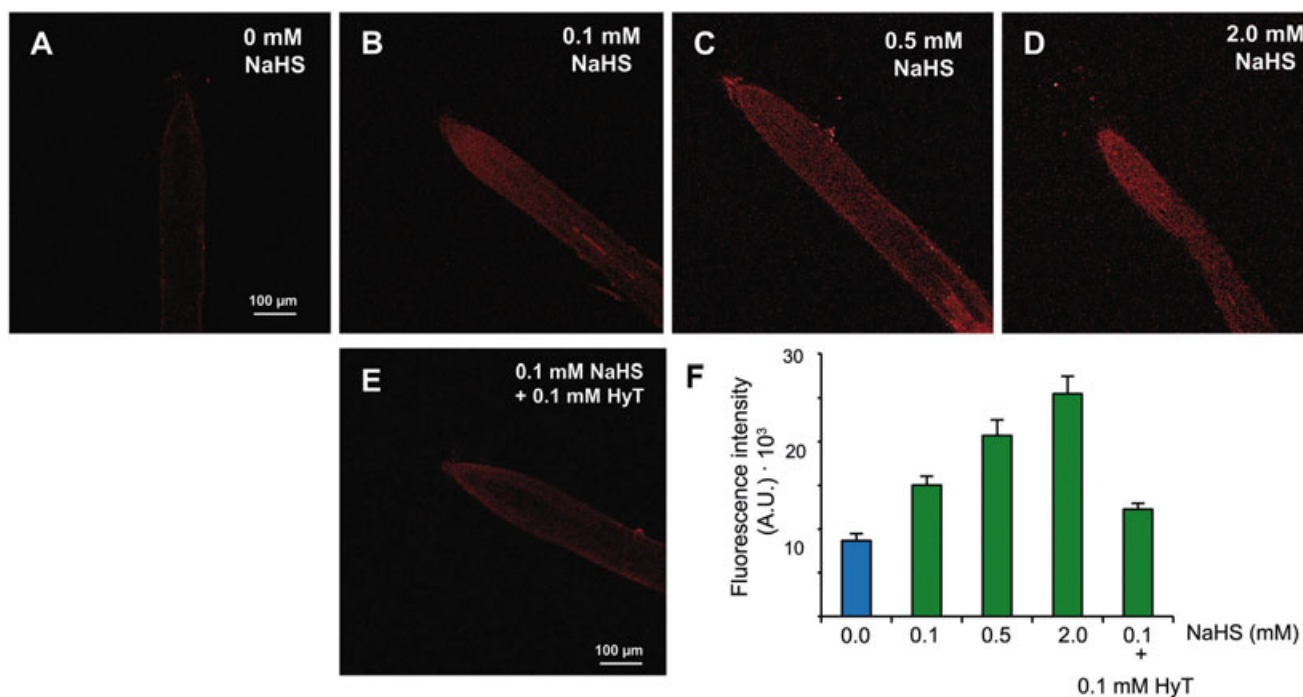 A
0 mM
NaHS
100 µm
B
0.1 mM
NaHS
C
0.5 mM
NaHS
D
2.0 mM
NaHS
E
0.1 mM NaHS
+ 0.1 mM HyT
100 µm
F
Fluorescence intensity
(A.U.) · 10³
30
20
10
0.0 0.1 0.5 2.0 0.1 NaHS (mM)
+
0.1 mM HyT